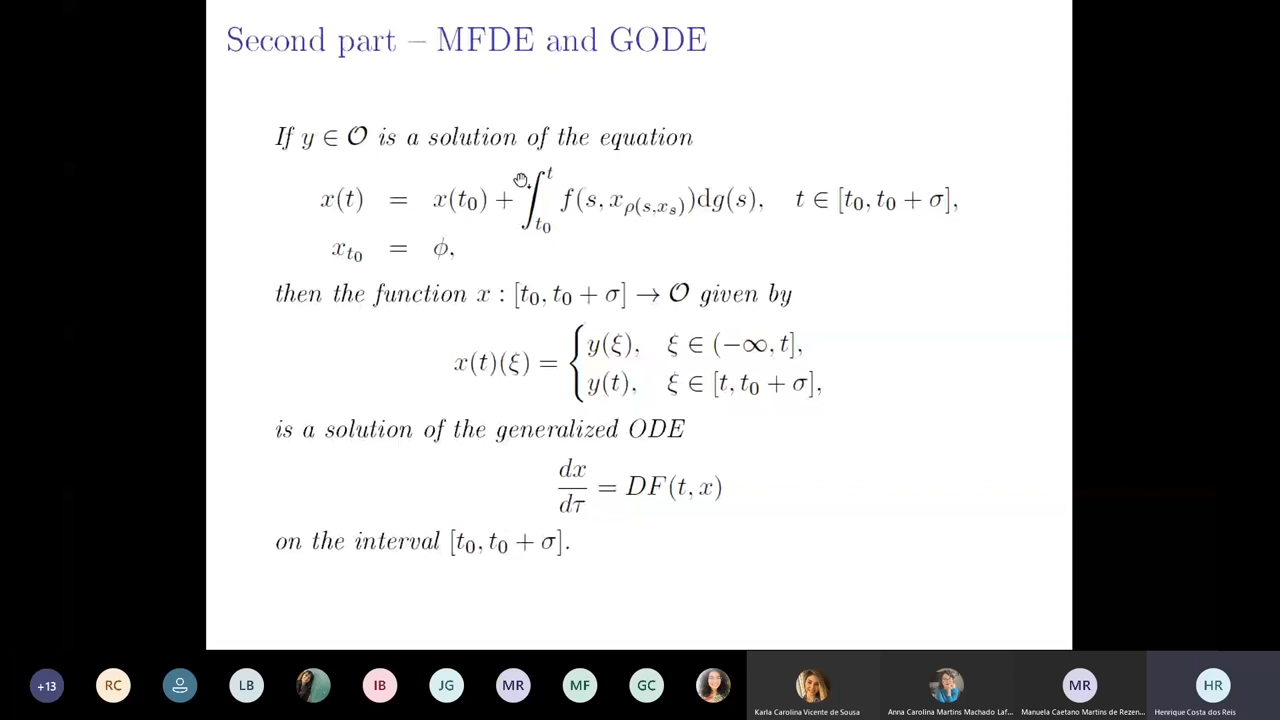 Second part – MFDE and GODE
If y ∈ 𝒪 is a solution of the equation
x(t) = x(t₀) + ∫_{t₀}^{t} f(s, x_{ρ(s,x_s)})dg(s), t ∈ [t₀, t₀ + σ],
x_{t₀} = ϕ,
then the function x : [t₀, t₀ + σ] → 𝒪 given by
x(t)(ξ) = { y(ξ), ξ ∈ (−∞, t],
y(t), ξ ∈ [t, t₀ + σ],
is a solution of the generalized ODE
dx/dτ = DF(t, x)
on the interval [t₀, t₀ + σ].
+13 RC LB IB JG MR MF GC MR HR
Karla Carolina Vicente de Sousa Anna Carolina Martins Machado Laf... Manuela Caetano Martins de Rezen... Henrique Costa dos Reis